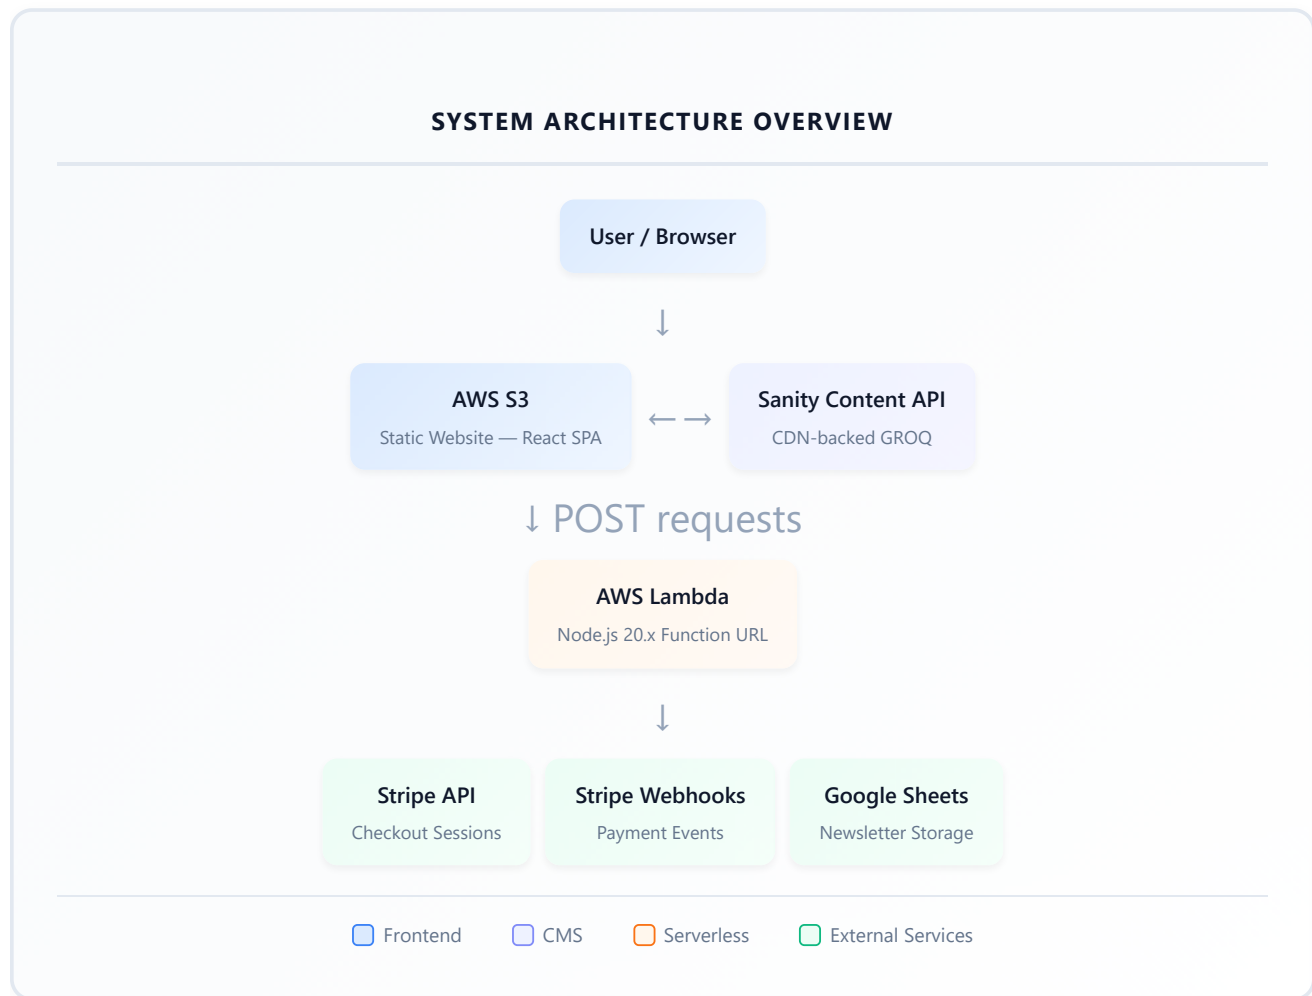 SYSTEM ARCHITECTURE OVERVIEW
User / Browser
↓
AWS S3
Static Website — React SPA
←→
Sanity Content API
CDN-backed GROQ
↓ POST requests
AWS Lambda
Node.js 20.x Function URL
↓
Stripe API
Checkout Sessions
Stripe Webhooks
Payment Events
Google Sheets
Newsletter Storage
Frontend
CMS
Serverless
External Services